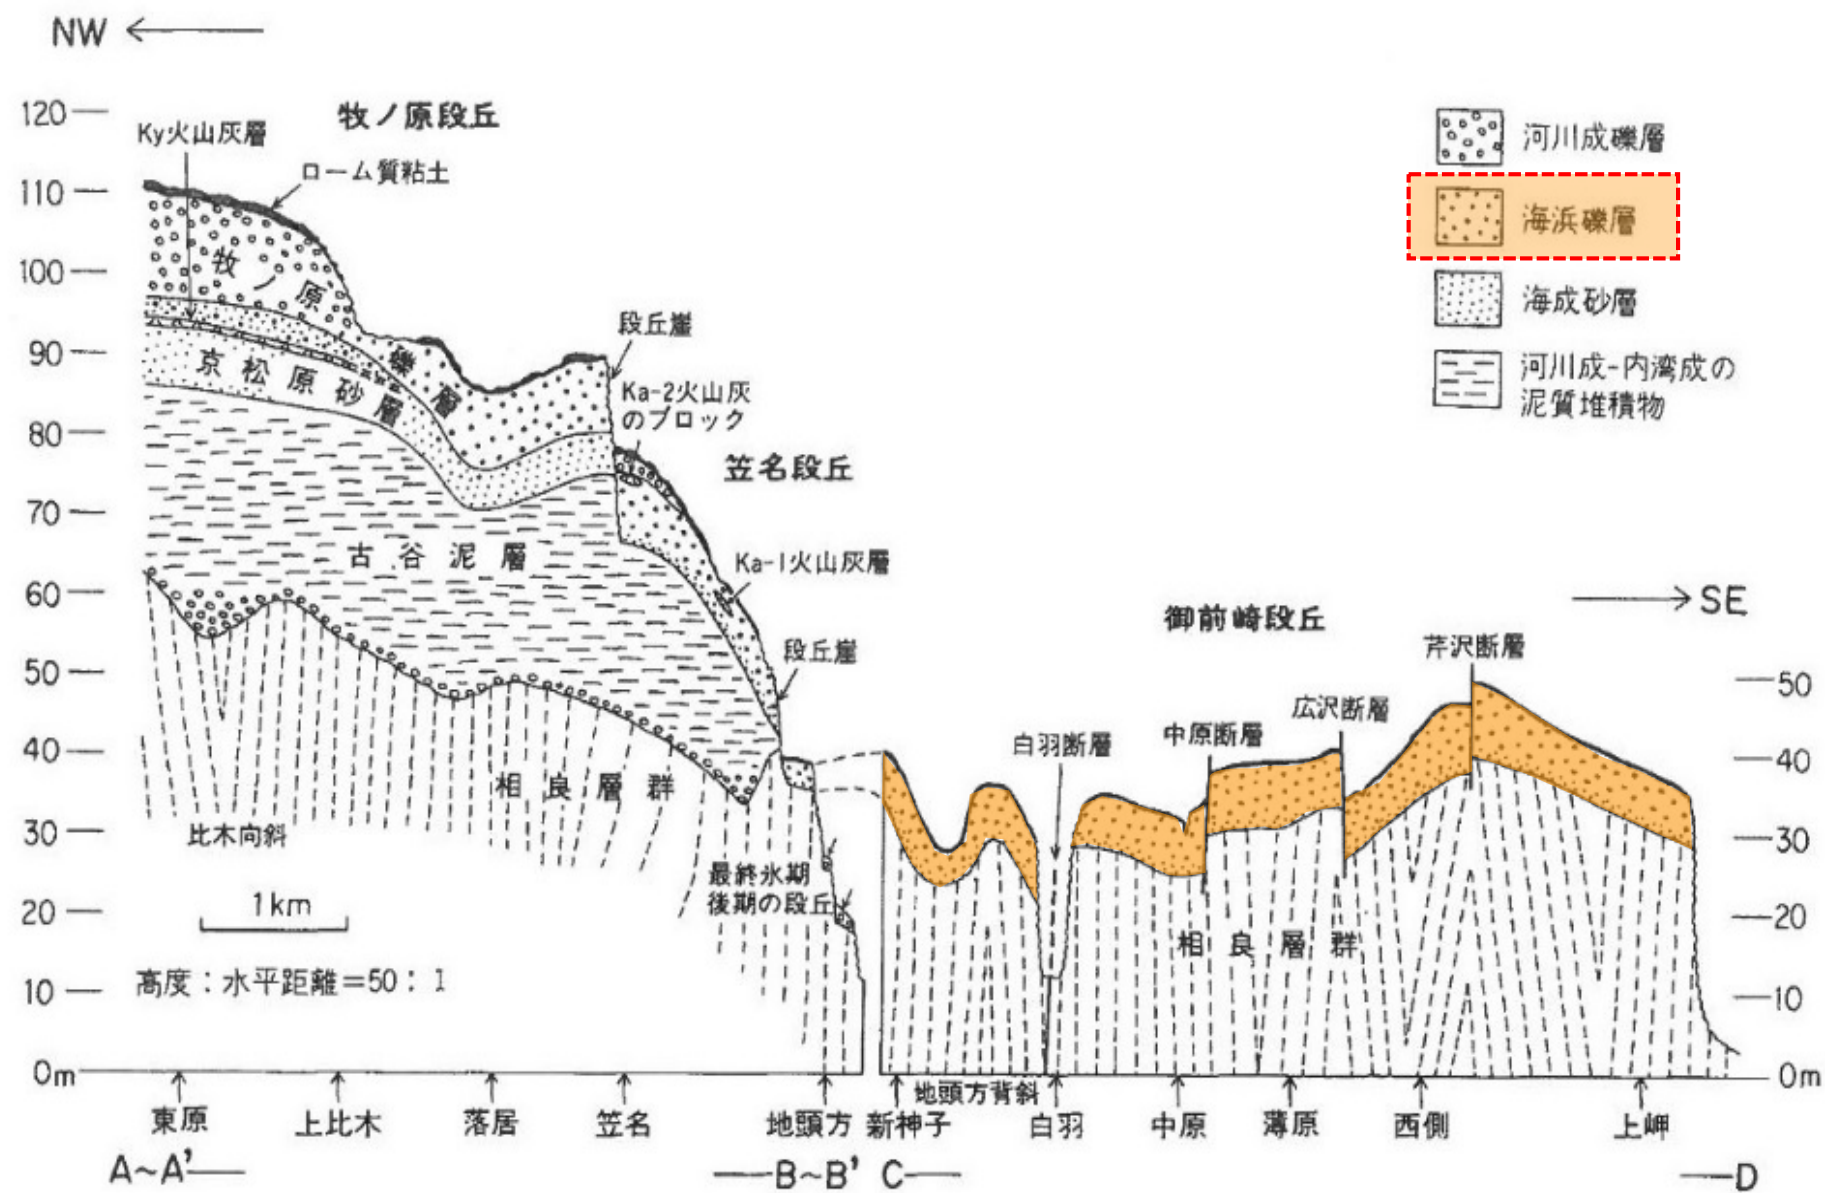 NW
120
110
100
90
80
70
60
50
40
30
20
10
0m
牧ノ原段丘
Ky火山灰層
ローム質粘土
牧ノ原礫層
京松原砂層
段丘崖
Ka-2火山灰
のブロック
笠名段丘
古谷泥層
Ka-1火山灰層
段丘崖
相良層群
比木向斜
最終氷期
後期の段丘
1km
高度：水平距離=50：1
河川成礫層
海浜礫層
海成砂層
河川成-内湾成の
泥質堆積物
SE
御前崎段丘
芹沢断層
広沢断層
中原断層
白羽断層
相良層群
50
40
30
20
10
0m
地頭方背斜
東原
上比木
落居
笠名
地頭方
新神子
白羽
中原
薄原
西側
上岬
A~A'
B~B'
C
D